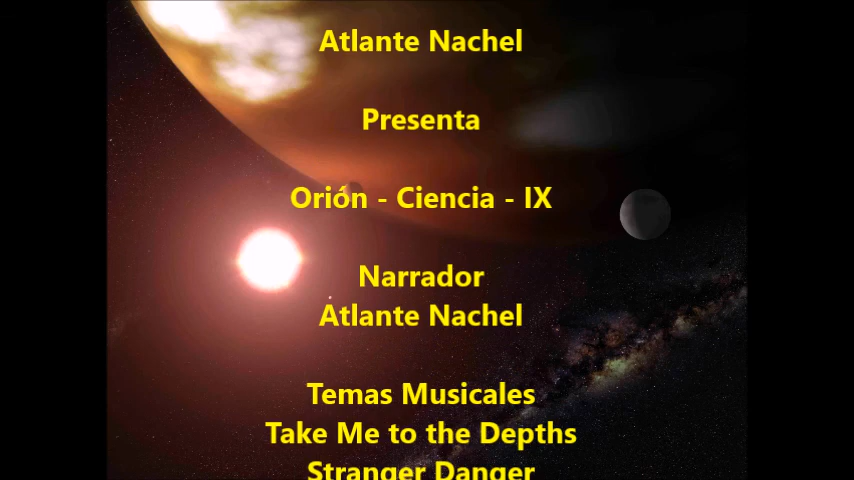 Atlante Nachel
Presenta
Orión - Ciencia - IX
Narrador
Atlante Nachel
Temas Musicales
Take Me to the Depths
Stranger Danger